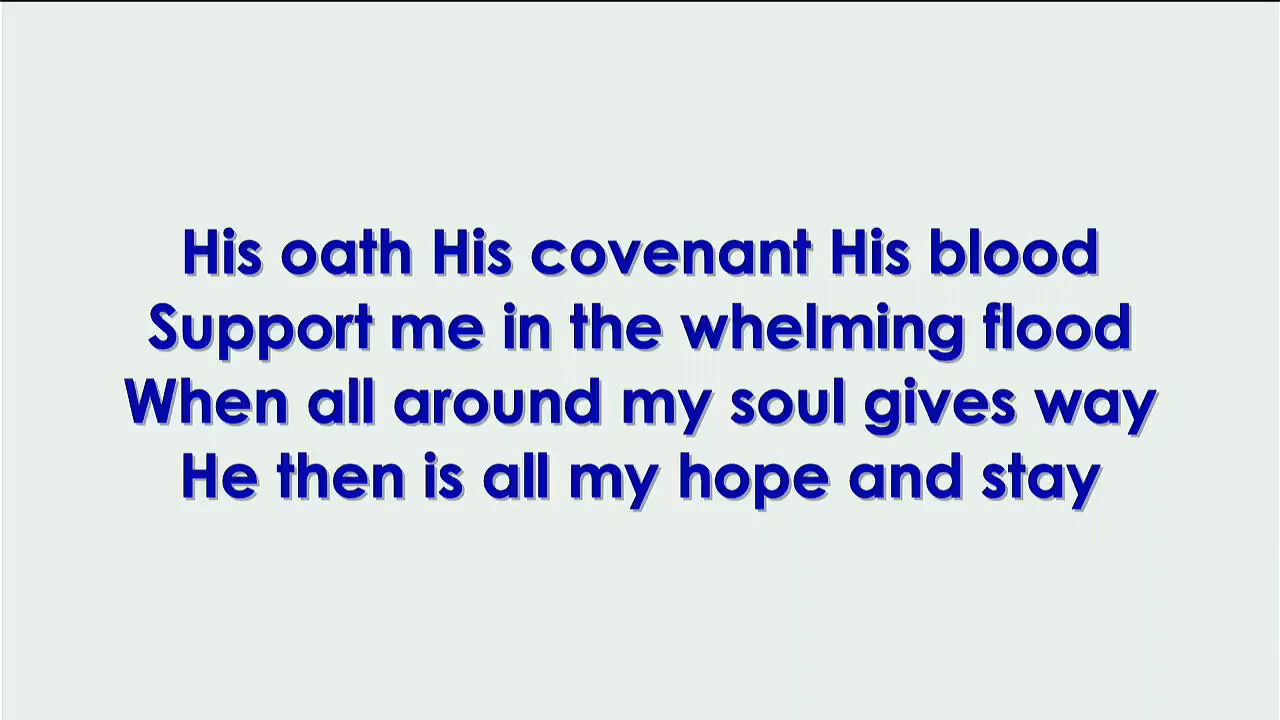 His oath His covenant His blood
Support me in the whelming flood
When all around my soul gives way
He then is all my hope and stay